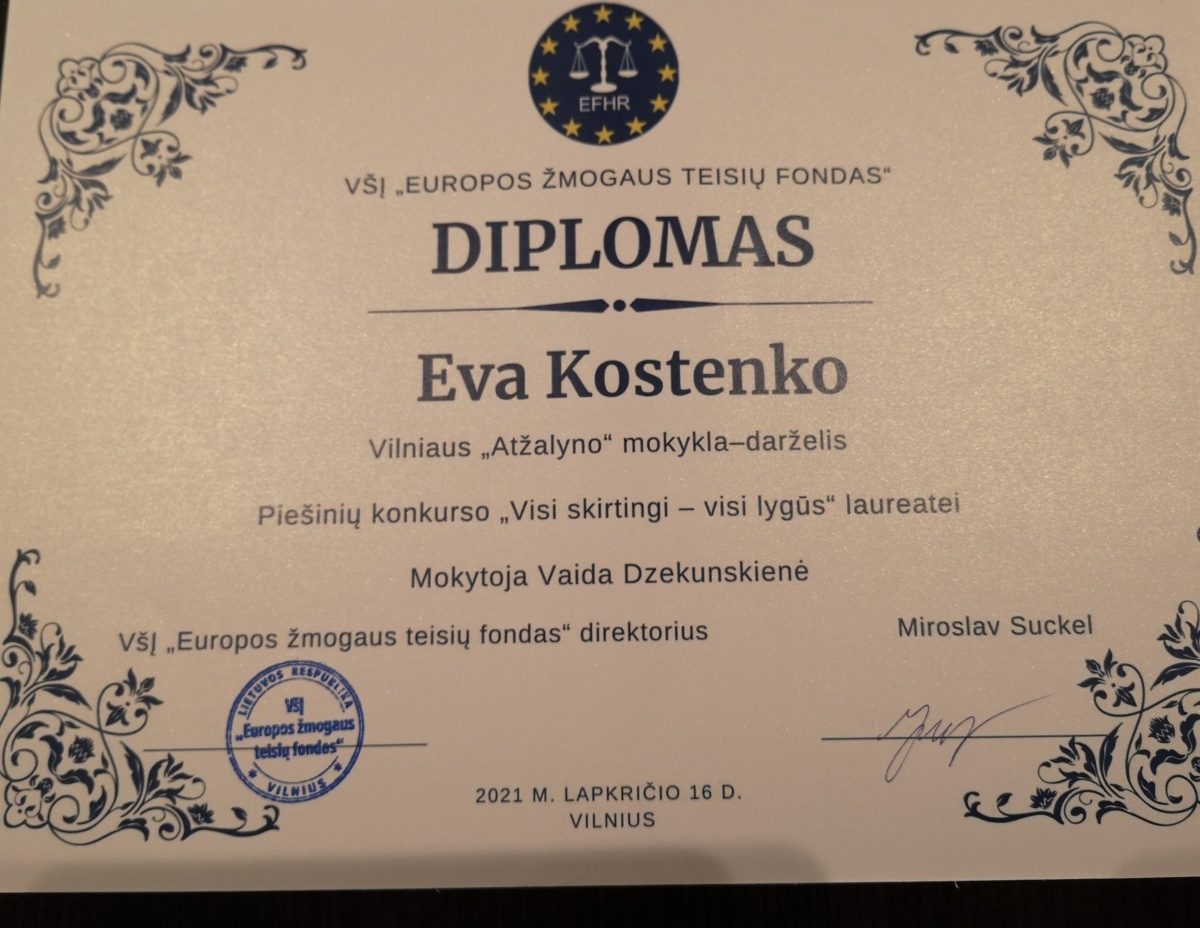 EFHR
VŠĮ „EUROPOS ŽMOGAUS TEISIŲ FONDAS“
DIPLOMAS
Eva Kostenko
Vilniaus „Atžalyno“ mokykla–darželis
Piešinių konkurso „Visi skirtingi – visi lygūs“ laureatei
Mokytoja Vaida Dzekunskienė
VšĮ „Europos žmogaus teisių fondas“ direktorius
Miroslav Suckel
LIETUVOS RESPUBLIKA
VšĮ
„Europos žmogaus
teisių fondas“
* VILNIUS *
2021 M. LAPKRIČIO 16 D.
VILNIUS